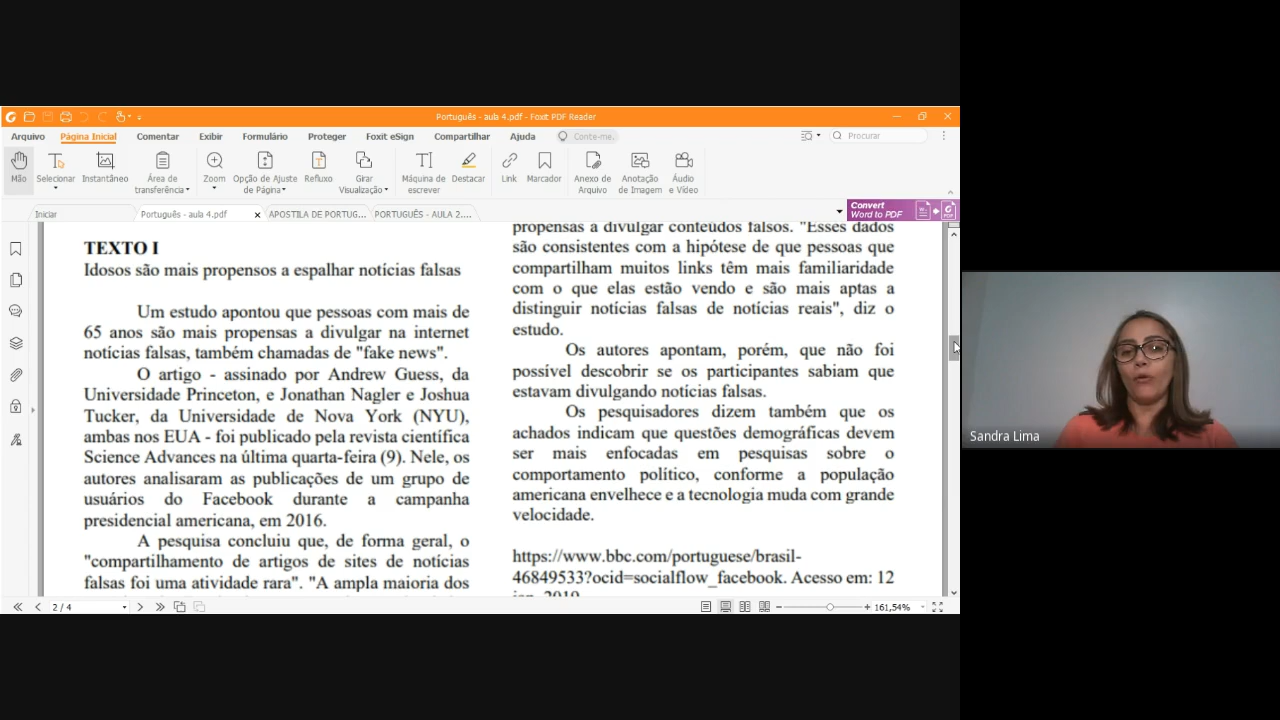 Português - aula 4.pdf - Foxit PDF Reader
Arquivo Página Inicial Comentar Exibir Formulário Proteger Foxit eSign Compartilhar Ajuda Conte-me. Procurar
Mão Selecionar Instantâneo Área de transferência Zoom Opção de Ajuste de Página Refluxo Girar Visualização Máquina de escrever Destacar Link Marcador Anexo de Arquivo Anotação de Imagem Áudio e Vídeo
Iniciar Português - aula 4.pdf APOSTILA DE PORTUG... PORTUGUÊS - AULA 2.... Convert Word to PDF
TEXTO I
Idosos são mais propensos a espalhar notícias falsas
Um estudo apontou que pessoas com mais de
65 anos são mais propensas a divulgar na internet
notícias falsas, também chamadas de "fake news".
O artigo - assinado por Andrew Guess, da
Universidade Princeton, e Jonathan Nagler e Joshua
Tucker, da Universidade de Nova York (NYU),
ambas nos EUA - foi publicado pela revista científica
Science Advances na última quarta-feira (9). Nele, os
autores analisaram as publicações de um grupo de
usuários do Facebook durante a campanha
presidencial americana, em 2016.
A pesquisa concluiu que, de forma geral, o
"compartilhamento de artigos de sites de notícias
falsas foi uma atividade rara". "A ampla maioria dos
propensas a divulgar conteúdos falsos. "Esses dados
são consistentes com a hipótese de que pessoas que
compartilham muitos links têm mais familiaridade
com o que elas estão vendo e são mais aptas a
distinguir notícias falsas de notícias reais", diz o
estudo.
Os autores apontam, porém, que não foi
possível descobrir se os participantes sabiam que
estavam divulgando notícias falsas.
Os pesquisadores dizem também que os
achados indicam que questões demográficas devem
ser mais enfocadas em pesquisas sobre o
comportamento político, conforme a população
americana envelhece e a tecnologia muda com grande
velocidade.
https://www.bbc.com/portuguese/brasil-
46849533?ocid=socialflow_facebook. Acesso em: 12
jan. 2019
2 / 4 161,54%
Sandra Lima